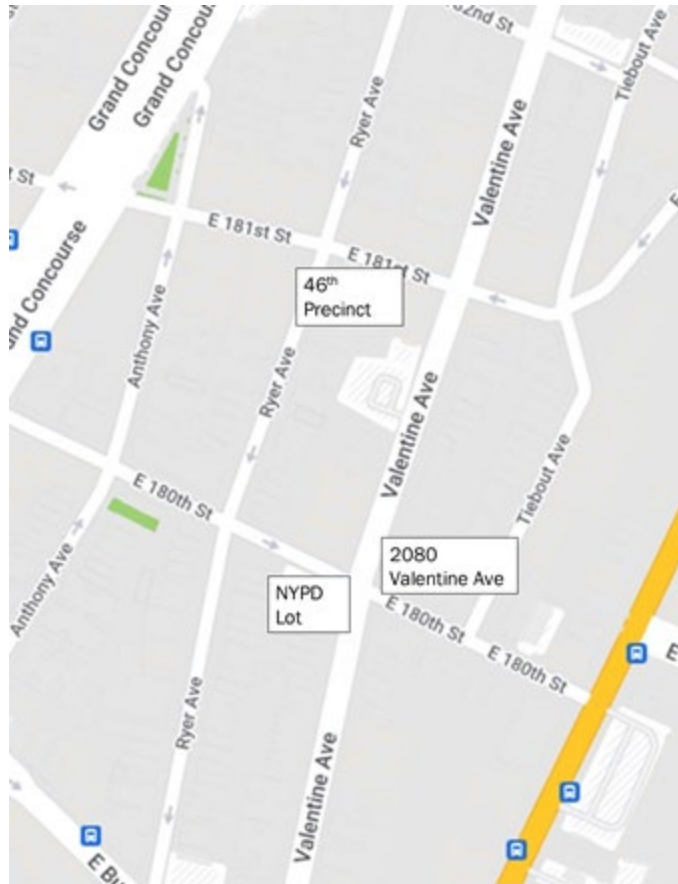 Grand Concourse
Grand Concourse
Ryer Ave
Valentine Ave
Tiebout Ave
E 181st St
E 181st St
46th
Precinct
Anthony Ave
Ryer Ave
Valentine Ave
Tiebout Ave
E 180th St
2080
Valentine Ave
NYPD
Lot
Anthony Ave
E 180th St
E 180th St
E
Ryer Ave
Valentine Ave
E Bu